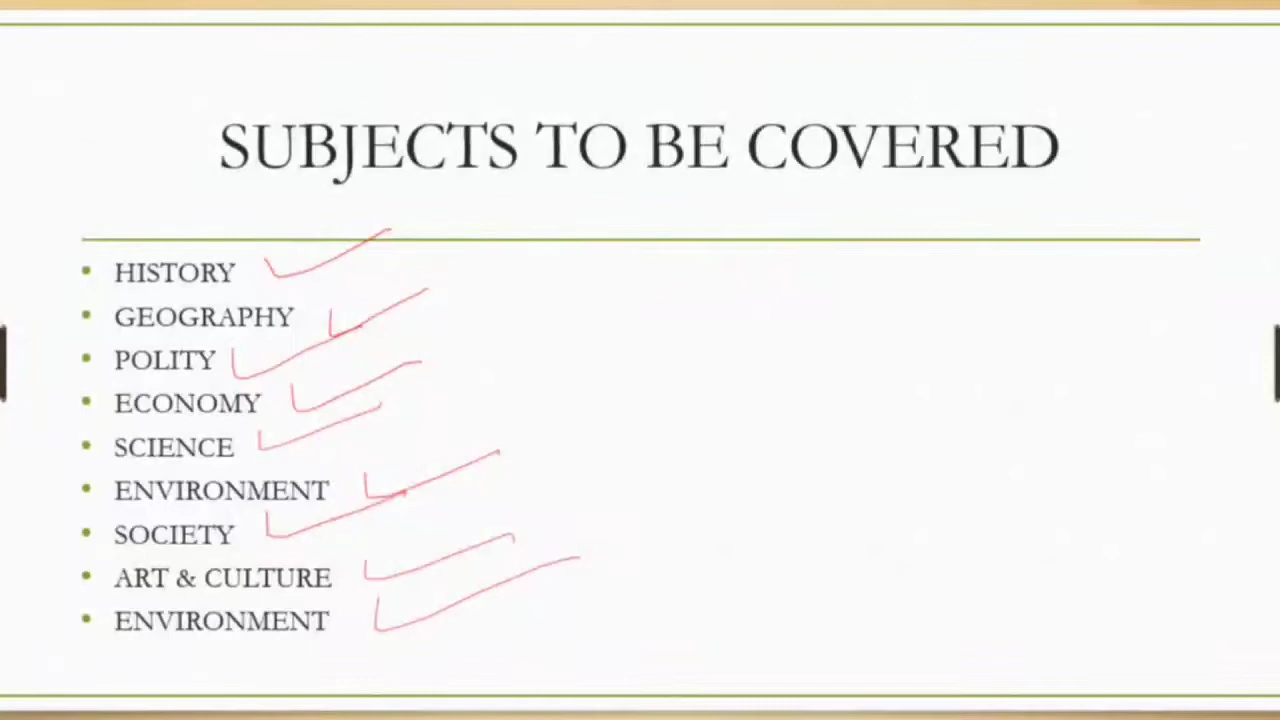 SUBJECTS TO BE COVERED
• HISTORY
• GEOGRAPHY
• POLITY
• ECONOMY
• SCIENCE
• ENVIRONMENT
• SOCIETY
• ART & CULTURE
• ENVIRONMENT